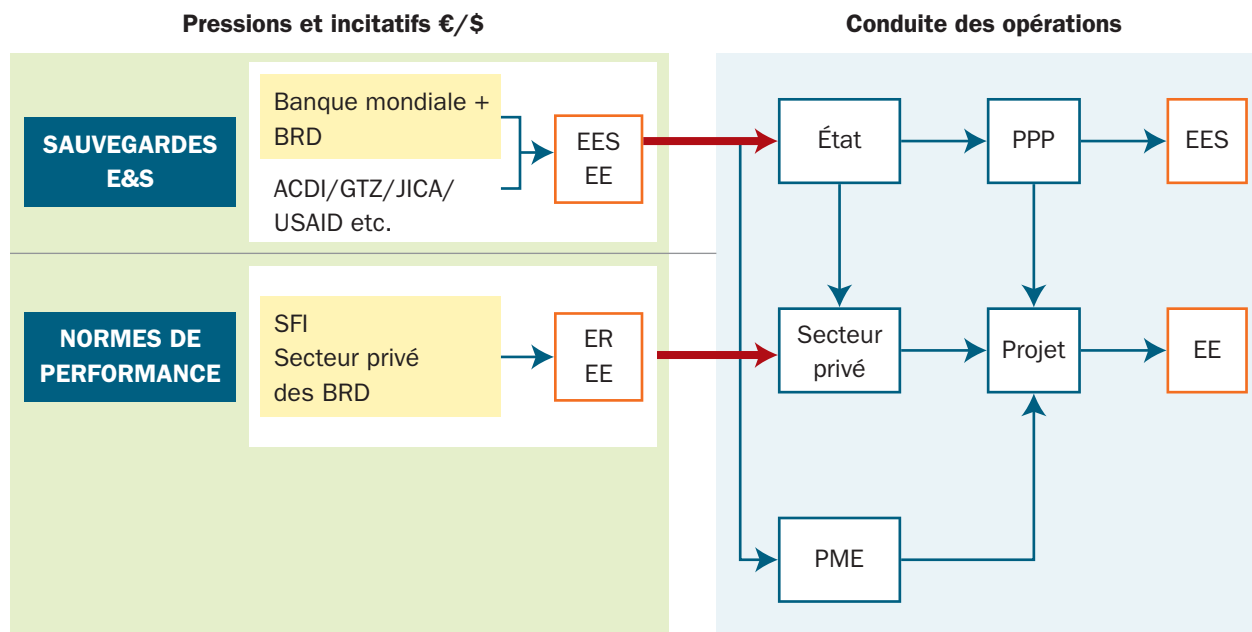 Pressions et incitatifs €/$
Conduite des opérations
SAUVEGARDES
E&S
Banque mondiale +
BRD
ACDI/GTZ/JICA/
USAID etc.
EES
EE
État
PPP
EES
NORMES DE
PERFORMANCE
SFI
Secteur privé
des BRD
ER
EE
Secteur
privé
Projet
EE
PME